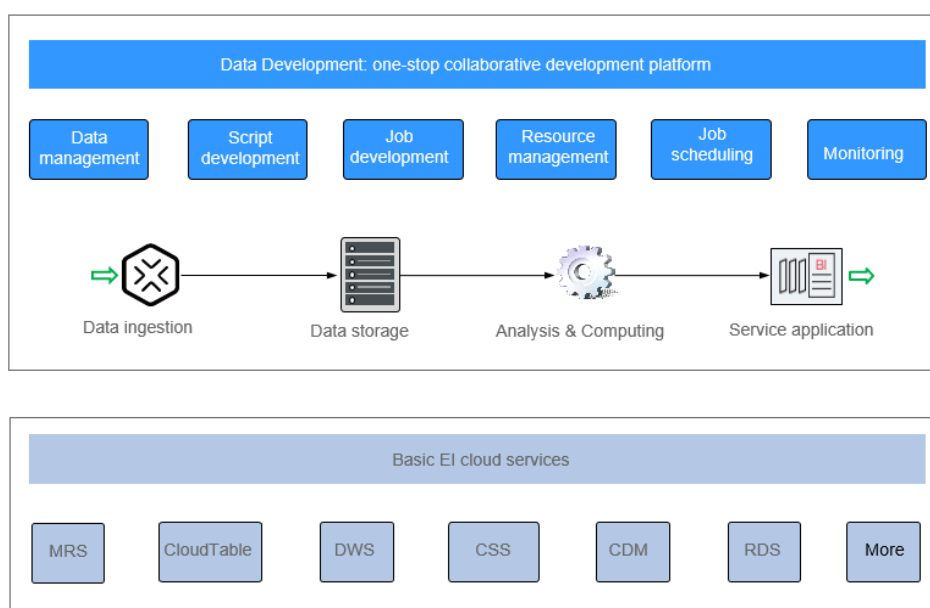 Data Development: one-stop collaborative development platform
Data
management
Script
development
Job
development
Resource
management
Job
scheduling
Monitoring
BI
Data ingestion
Data storage
Analysis & Computing
Service application
Basic EI cloud services
MRS
CloudTable
DWS
CSS
CDM
RDS
More